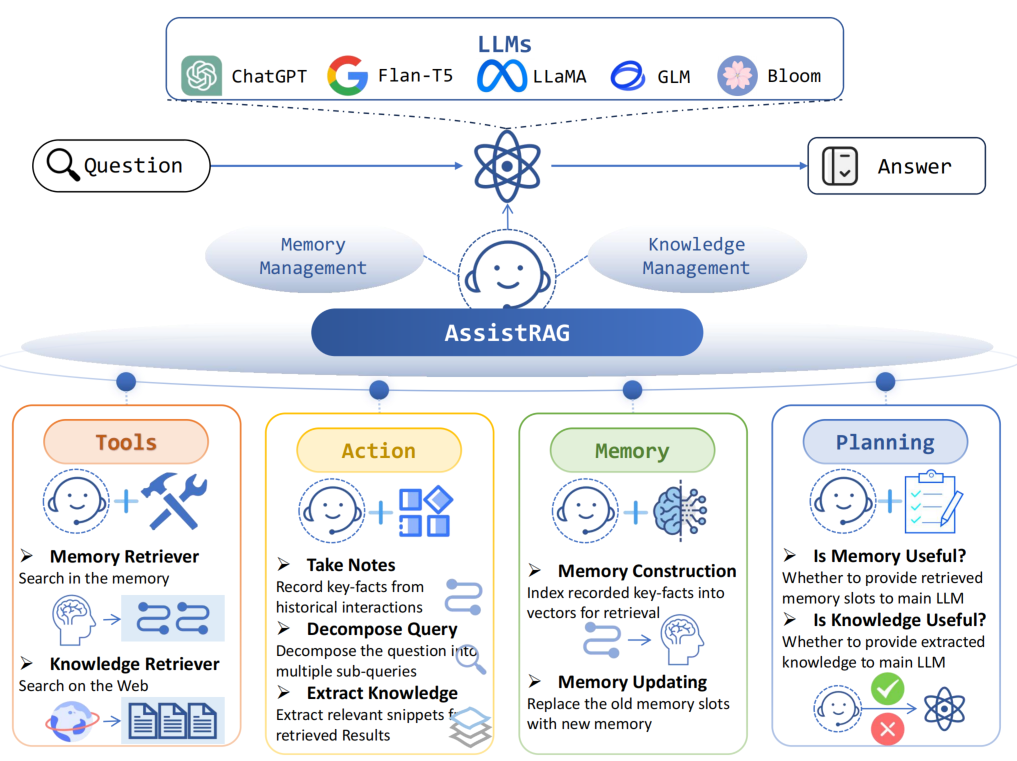 LLMs
ChatGPT
Flan-T5
LLaMA
GLM
Bloom
Question
Answer
Memory
Management
Knowledge
Management
AssistRAG
Tools
➢ Memory Retriever
Search in the memory
➢ Knowledge Retriever
Search on the Web
Action
➢ Take Notes
Record key-facts from
historical interactions
➢ Decompose Query
Decompose the question into
multiple sub-queries
➢ Extract Knowledge
Extract relevant snippets
retrieved Results
Memory
➢ Memory Construction
Index recorded key-facts into
vectors for retrieval
➢ Memory Updating
Replace the old memory slots
with new memory
Planning
➢ Is Memory Useful?
Whether to provide retrieved
memory slots to main LLM
➢ Is Knowledge Useful?
Whether to provide extracted
knowledge to main LLM